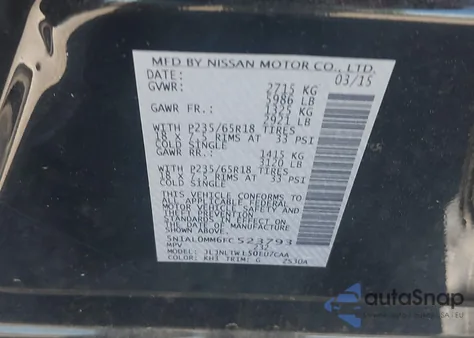 MFD BY NISSAN MOTOR CO., LTD.
DATE: 03/15
GVWR: 2715 KG
5986 LB
GAWR FR.: 1325 KG
2921 LB
WITH P235/65R18 TIRES
18 X 7.5 RIMS AT 33 PSI
COLD SINGLE
GAWR RR.: 1415 KG
3120 LB
WITH P235/65R18 TIRES
18 X 7.5 RIMS AT 33 PSI
COLD SINGLE
THIS VEHICLE CONFORMS TO
ALL APPLICABLE FEDERAL
MOTOR VEHICLE SAFETY AND
THEFT PREVENTION
STANDARDS IN EFFECT ON
THE DATE OF MANUFACTURE
SHOWN ABOVE.
5N1AL0MM6FC523793
MPV
MODEL:
COLOR: KH3 TRIM: G
autoSnap